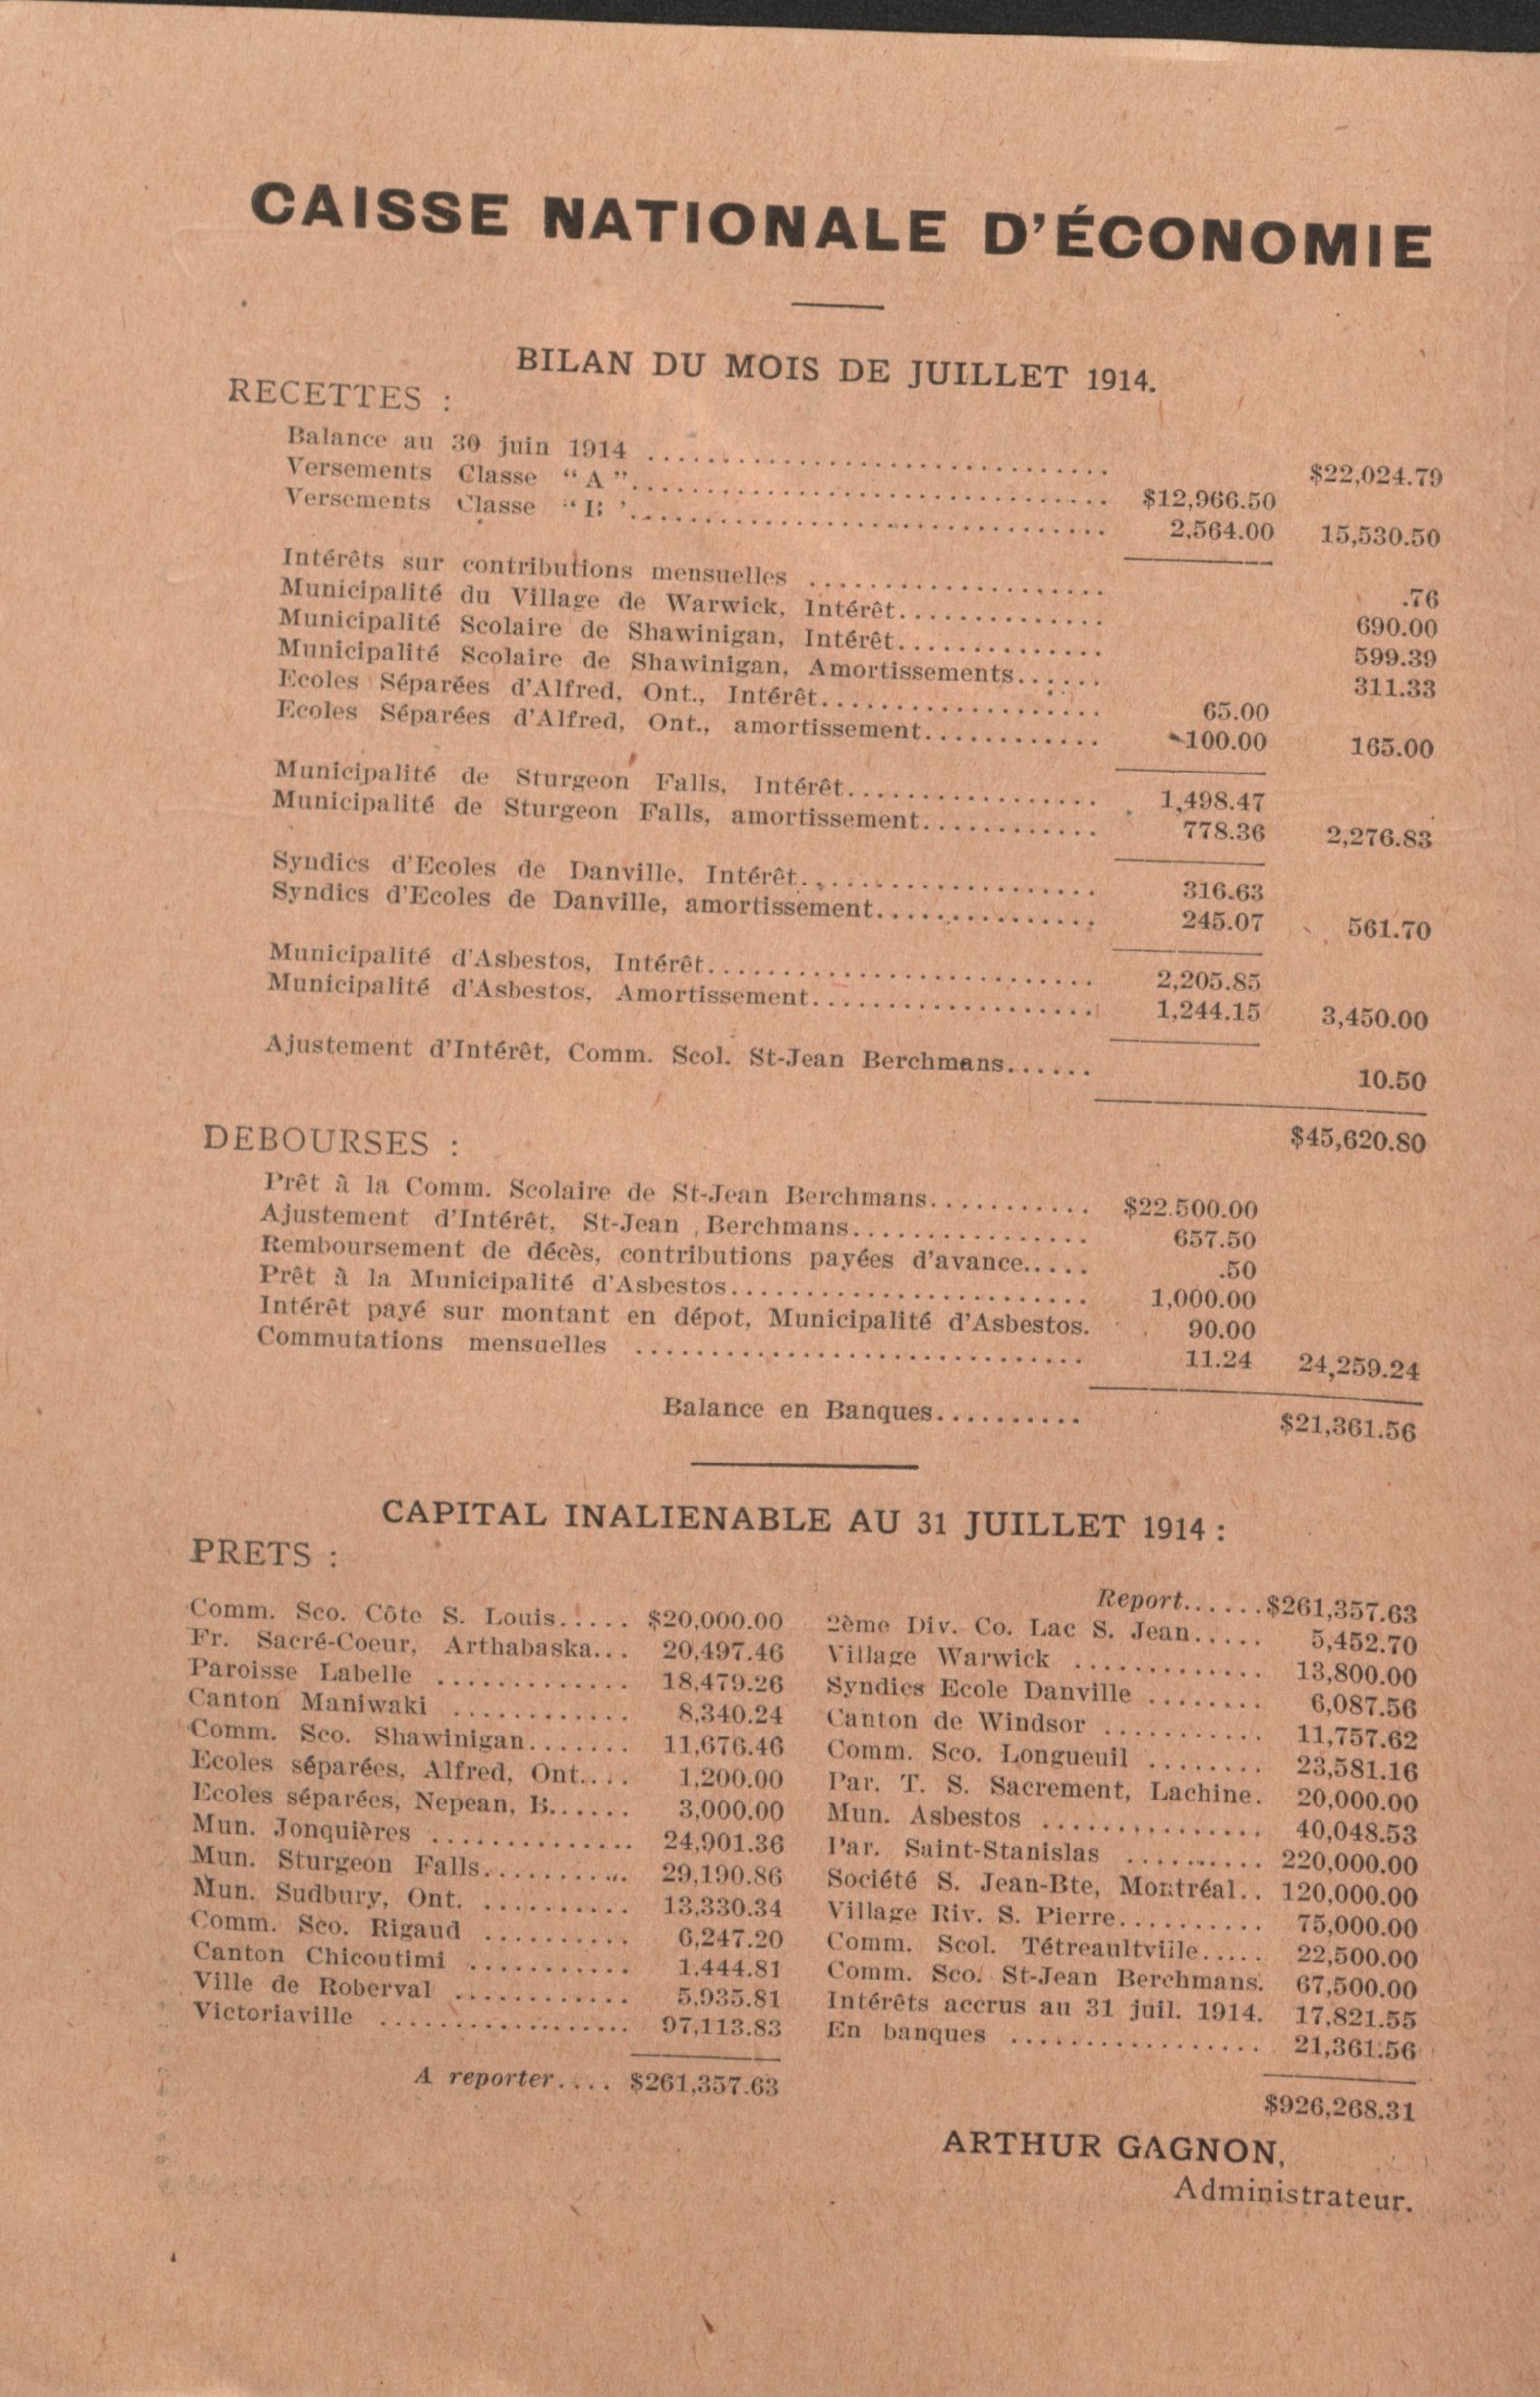 CAISSE NATIONALE D'ÉCONOMIE
BILAN DU MOIS DE JUILLET 1914.
RECETTES :
Balance au 30 juin 1914 .............................. $22,024.79
Versements Classe "A"............................... $12,966.50
Versements Classe "B'............................... 2,564.00 15,530.50
Intérêts sur contributions mensuelles .................... .76
Municipalité du Village de Warwick, Intérêt.............. 690.00
Municipalité Scolaire de Shawinigan, Intérêt.............. 599.39
Municipalité Scolaire de Shawinigan, Amortissements...... 311.33
Ecoles Séparées d'Alfred, Ont., Intérêt................... 65.00
Ecoles Séparées d'Alfred, Ont., amortissement............ 100.00 165.00
Municipalité de Sturgeon Falls, Intérêt................. 1,498.47
Municipalité de Sturgeon Falls, amortissement............ 778.36 2,276.83
Syndics d'Ecoles de Danville, Intérêt.................... 316.63
Syndics d'Ecoles de Danville, amortissement............... 245.07 561.70
Municipalité d'Asbestos, Intérêt.......................... 2,205.85
Municipalité d'Asbestos, Amortissement................... 1,244.15 3,450.00
Ajustement d'Intérêt, Comm. Scol. St-Jean Berchmans...... 10.50
$45,620.80
DEBOURSES :
Prêt à la Comm. Scolaire de St-Jean Berchmans........... $22.500.00
Ajustement d'Intérêt, St-Jean Berchmans................ 657.50
Remboursement de décès, contributions payées d'avance..... .50
Prêt à la Municipalité d'Asbestos........................ 1,000.00
Intérêt payé sur montant en dépot, Municipalité d'Asbestos. 90.00
Commutations mensuelles .............................. 11.24 24,259.24
Balance en Banques.......... $21,361.56
CAPITAL INALIENABLE AU 31 JUILLET 1914 :
PRETS :
Comm. Sco. Côte S. Louis..... $20,000.00
Fr. Sacré-Coeur, Arthabaska... 20,497.46
Paroisse Labelle ............. 18,479.26
Canton Maniwaki ............ 8,340.24
Comm. Sco. Shawinigan....... 11,676.46
Ecoles séparées, Alfred, Ont.... 1,200.00
Ecoles séparées, Nepean, B...... 3,000.00
Mun. Jonquières .............. 24,901.36
Mun. Sturgeon Falls.......... 29,190.86
Mun. Sudbury, Ont. .......... 13,330.34
Comm. Sco. Rigaud .......... 6,247.20
Canton Chicoutimi ........... 1.444.81
Ville de Roberval ............ 5,935.81
Victoriaville ................. 97,113.83
A reporter.... $261,357.63
Report......$261,357.63
2ème Div. Co. Lac S. Jean..... 5,452.70
Village Warwick ............. 13,800.00
Syndics Ecole Danville ........ 6,087.56
Canton de Windsor ........... 11,757.62
Comm. Sco. Longueuil ........ 23,581.16
Par. T. S. Sacrement, Lachine. 20,000.00
Mun. Asbestos ............... 40,048.53
Par. Saint-Stanislas .......... 220,000.00
Société S. Jean-Bte, Montréal.. 120,000.00
Village Riv. S. Pierre.......... 75,000.00
Comm. Scol. Tétreaultville..... 22,500.00
Comm. Sco. St-Jean Berchmans. 67,500.00
Intérêts accrus au 31 juil. 1914. 17,821.55
En banques ................. 21,361.56
$926,268.31
ARTHUR GAGNON,
Administrateur.